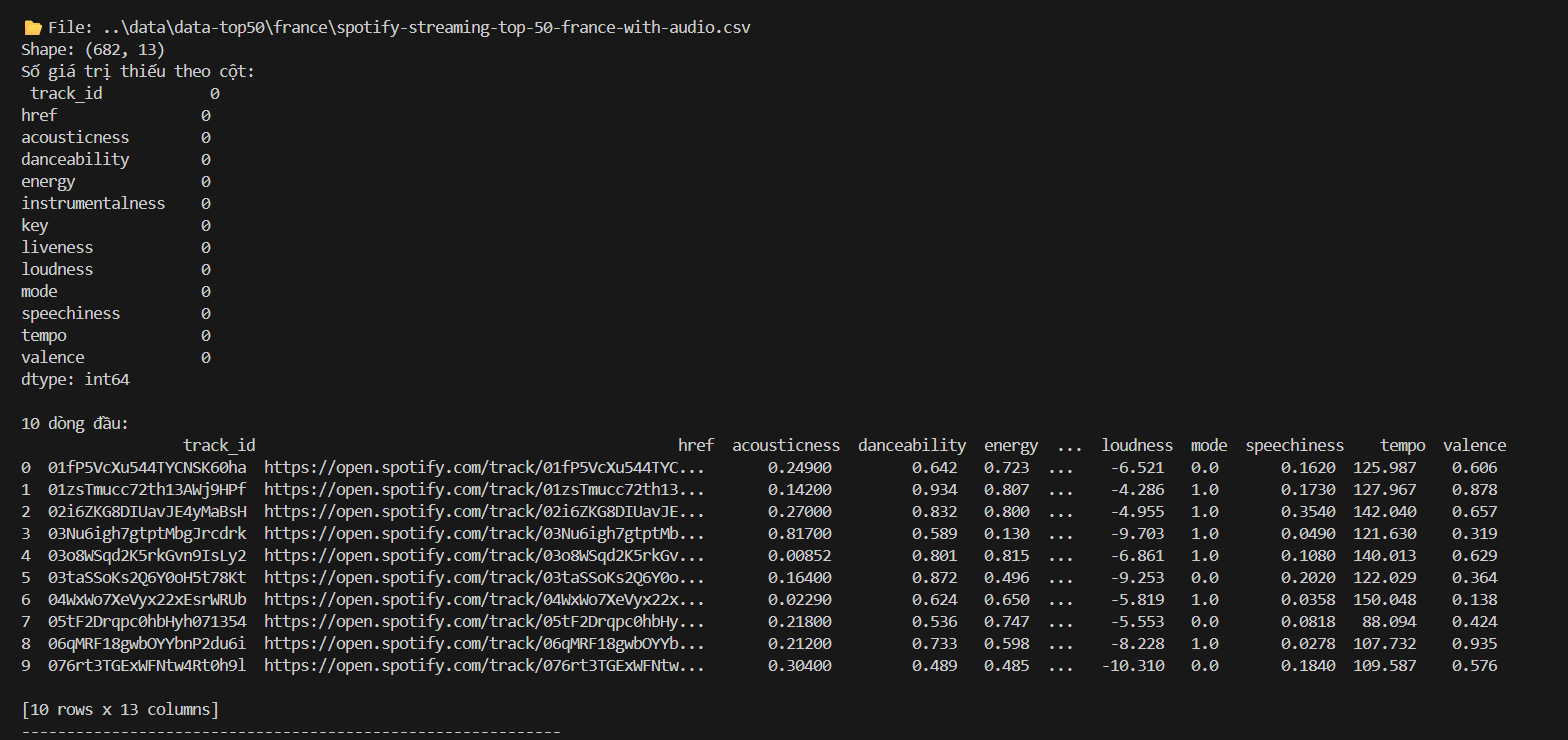 File: ..\data\data-top50\france\spotify-streaming-top-50-france-with-audio.csv
Shape: (682, 13)
Số giá trị thiếu theo cột:
track_id 0
href 0
acousticness 0
danceability 0
energy 0
instrumentalness 0
key 0
liveness 0
loudness 0
mode 0
speechiness 0
tempo 0
valence 0
dtype: int64
10 dòng đầu:
track_id href acousticness danceability energy ... loudness mode speechiness tempo valence
0 01fP5VcXu544TYCNSK60ha https://open.spotify.com/track/01fP5VcXu544TYC... 0.24900 0.642 0.723 ... -6.521 0.0 0.1620 125.987 0.606
1 01zsTmucc72th13AWj9HPf https://open.spotify.com/track/01zsTmucc72th13... 0.14200 0.934 0.807 ... -4.286 1.0 0.1730 127.967 0.878
2 02i6ZKG8DIUavJE4yMaBsH https://open.spotify.com/track/02i6ZKG8DIUavJE... 0.27000 0.832 0.800 ... -4.955 1.0 0.3540 142.040 0.657
3 03Nu6igh7gtptMbgJrcdrk https://open.spotify.com/track/03Nu6igh7gtptMb... 0.81700 0.589 0.130 ... -9.703 1.0 0.0490 121.630 0.319
4 03o8WSqd2K5rkGvn9IsLy2 https://open.spotify.com/track/03o8WSqd2K5rkGv... 0.00852 0.801 0.815 ... -6.861 1.0 0.1080 140.013 0.629
5 03taSSoKs2Q6Y0oH5t78Kt https://open.spotify.com/track/03taSSoKs2Q6Y0o... 0.16400 0.872 0.496 ... -9.253 0.0 0.2020 122.029 0.364
6 04WxWo7XeVyx22xEsrWRUb https://open.spotify.com/track/04WxWo7XeVyx22x... 0.02290 0.624 0.650 ... -5.819 1.0 0.0358 150.048 0.138
7 05tF2Drqpc0hbHyh071354 https://open.spotify.com/track/05tF2Drqpc0hbHy... 0.21800 0.536 0.747 ... -5.553 0.0 0.0818 88.094 0.424
8 06qMRF18gwbOYYbnP2du6i https://open.spotify.com/track/06qMRF18gwbOYYb... 0.21200 0.733 0.598 ... -8.228 1.0 0.0278 107.732 0.935
9 076rt3TGExWFNtw4Rt0h9l https://open.spotify.com/track/076rt3TGExWFNtw... 0.30400 0.489 0.485 ... -10.310 0.0 0.1840 109.587 0.576
[10 rows x 13 columns]
------------------------------------------------------------